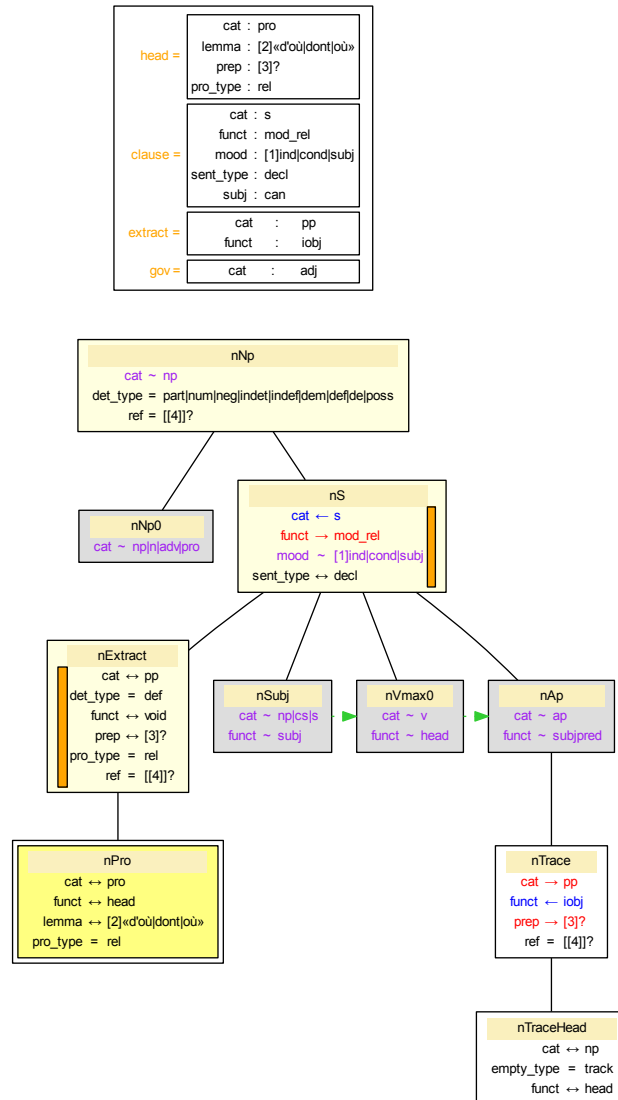 head =
cat : pro
lemma : [2]«d'où|dont|où»
prep : [3]?
pro_type : rel
clause =
cat : s
funct : mod_rel
mood : [1]ind|cond|subj
sent_type : decl
subj : can
extract =
cat : pp
funct : iobj
gov =
cat : adj
nNp
cat ~ np
det_type = part|num|neg|indet|indef|dem|def|de|poss
ref = [[4]]?
nNp0
cat ~ np|n|adv|pro
nS
cat ← s
funct → mod_rel
mood ~ [1]ind|cond|subj
sent_type ↔ decl
nExtract
cat ↔ pp
det_type = def
funct ↔ void
prep ↔ [3]?
pro_type = rel
ref = [[4]]?
nSubj
cat ~ np|cs|s
funct ~ subj
nVmax0
cat ~ v
funct ~ head
nAp
cat ~ ap
funct ~ subjpred
nPro
cat ↔ pro
funct ↔ head
lemma ↔ [2]«d'où|dont|où»
pro_type = rel
nTrace
cat → pp
funct ← iobj
prep → [3]?
ref = [[4]]?
nTraceHead
cat ↔ np
empty_type = track
funct ↔ head